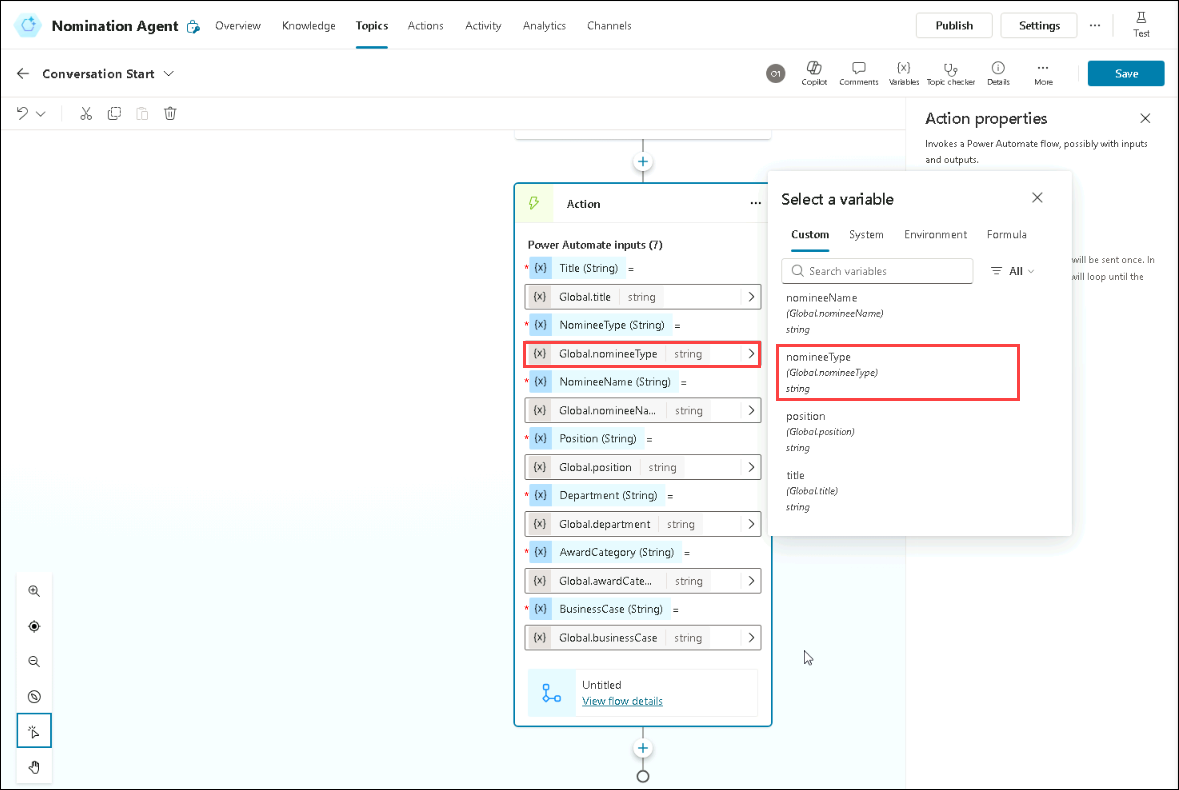 Nomination Agent
Overview
Knowledge
Topics
Actions
Activity
Analytics
Channels
Publish
Settings
...
Test
Conversation Start
01
Copilot
Comments
{x}
Variables
Topic checker
Details
...
More
Save
Action properties
Invokes a Power Automate flow, possibly with inputs
and outputs.
will be sent once. In
will loop until the
Action
...
Power Automate inputs (7)
* {x} Title (String) =
{x} Global.title string
* {x} NomineeType (String) =
{x} Global.nomineeType string
* {x} NomineeName (String) =
{x} Global.nomineeNa... string
* {x} Position (String) =
{x} Global.position string
* {x} Department (String) =
{x} Global.department string
* {x} AwardCategory (String) =
{x} Global.awardCate... string
* {x} BusinessCase (String) =
{x} Global.businessCase string
Untitled
View flow details
Select a variable
Custom
System
Environment
Formula
Search variables
All
nomineeName
(Global.nomineeName)
string
nomineeType
(Global.nomineeType)
string
position
(Global.position)
string
title
(Global.title)
string